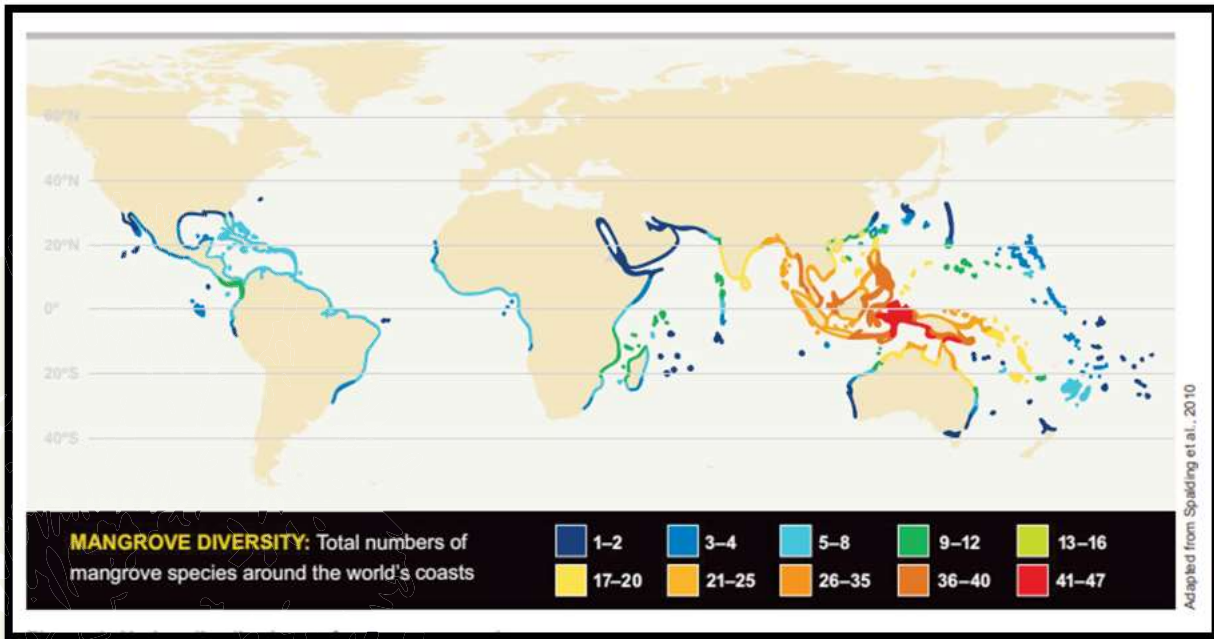 60°N
40°N
20°N
0°
20°S
40°S
MANGROVE DIVERSITY: Total numbers of
mangrove species around the world's coasts
1–2
3–4
5–8
9–12
13–16
17–20
21–25
26–35
36–40
41–47
Adapted from Spalding et al., 2010